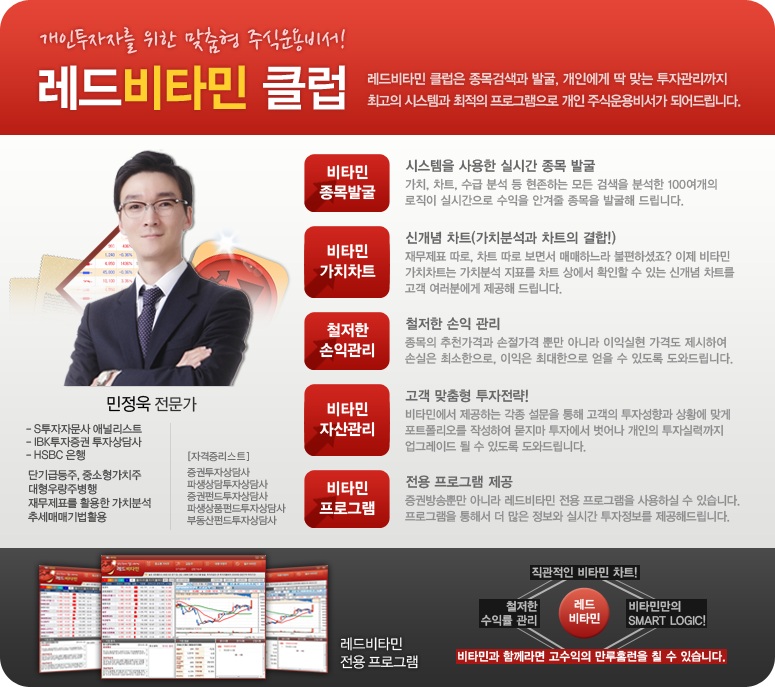 개인투자자를 위한 맞춤형 주식운용비서!
레드비타민 클럽
레드비타민 클럽은 종목검색과 발굴, 개인에게 딱 맞는 투자관리까지
최고의 시스템과 최적의 프로그램으로 개인 주식운용비서가 되어드립니다.
민정욱 전문가
- S투자자문사 애널리스트
- IBK투자증권 투자상담사
- HSBC 은행
단기급등주, 중소형가치주
대형우량주병행
재무제표를 활용한 가치분석
추세매매기법활용
[자격증리스트]
증권투자상담사
파생상담투자상담사
증권펀드투자상담사
파생상품펀드투자상담사
부동산펀드투자상담사
비타민
종목발굴
시스템을 사용한 실시간 종목 발굴
가치, 차트, 수급 분석 등 현존하는 모든 검색을 분석한 100여개의
로직이 실시간으로 수익을 안겨줄 종목을 발굴해 드립니다.
비타민
가치차트
신개념 차트(가치분석과 차트의 결합!)
재무제표 따로, 차트 따로 보면서 매매하느라 불편하셨죠? 이제 비타민
가치차트는 가치분석 지표를 차트 상에서 확인할 수 있는 신개념 차트를
고객 여러분에게 제공해 드립니다.
철저한
손익관리
철저한 손익 관리
종목의 추천가격과 손절가격 뿐만 아니라 이익실현 가격도 제시하여
손실은 최소한으로, 이익은 최대한으로 얻을 수 있도록 도와드립니다.
비타민
자산관리
고객 맞춤형 투자전략!
비타민에서 제공하는 각종 설문을 통해 고객의 투자성향과 상황에 맞게
포트폴리오를 작성하여 묻지마 투자에서 벗어나 개인의 투자실력까지
업그레이드 될 수 있도록 도와드립니다.
비타민
프로그램
전용 프로그램 제공
증권방송뿐만 아니라 레드비타민 전용 프로그램을 사용하실 수 있습니다.
프로그램을 통해서 더 많은 정보와 실시간 투자정보를 제공해드립니다.
레드비타민
레드비타민
전용 프로그램
직관적인 비타민 차트!
철저한
수익률 관리
레드
비타민
비타민만의
SMART LOGIC!
비타민과 함께라면 고수익의 만루홈런을 칠 수 있습니다.